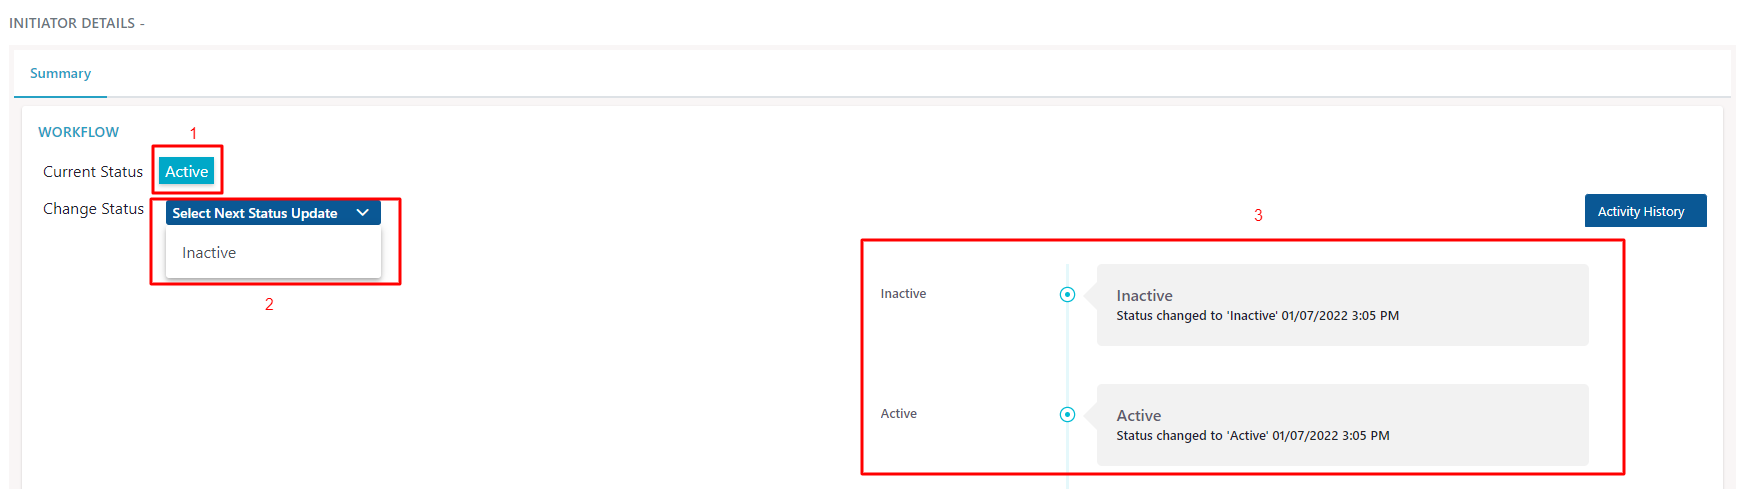 INITIATOR DETAILS -
Summary
WORKFLOW
1
Current Status Active
Change Status Select Next Status Update
Inactive
2
3
Activity History
Inactive
Inactive
Status changed to 'Inactive' 01/07/2022 3:05 PM
Active
Active
Status changed to 'Active' 01/07/2022 3:05 PM